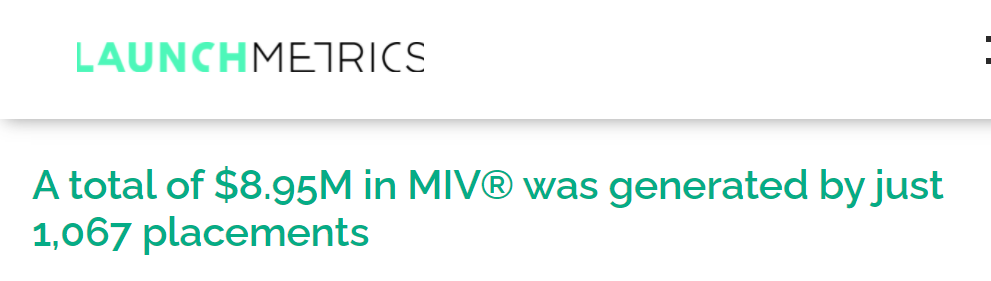 LAUNCHMETRICS
A total of $8.95M in MIV® was generated by just
1,067 placements